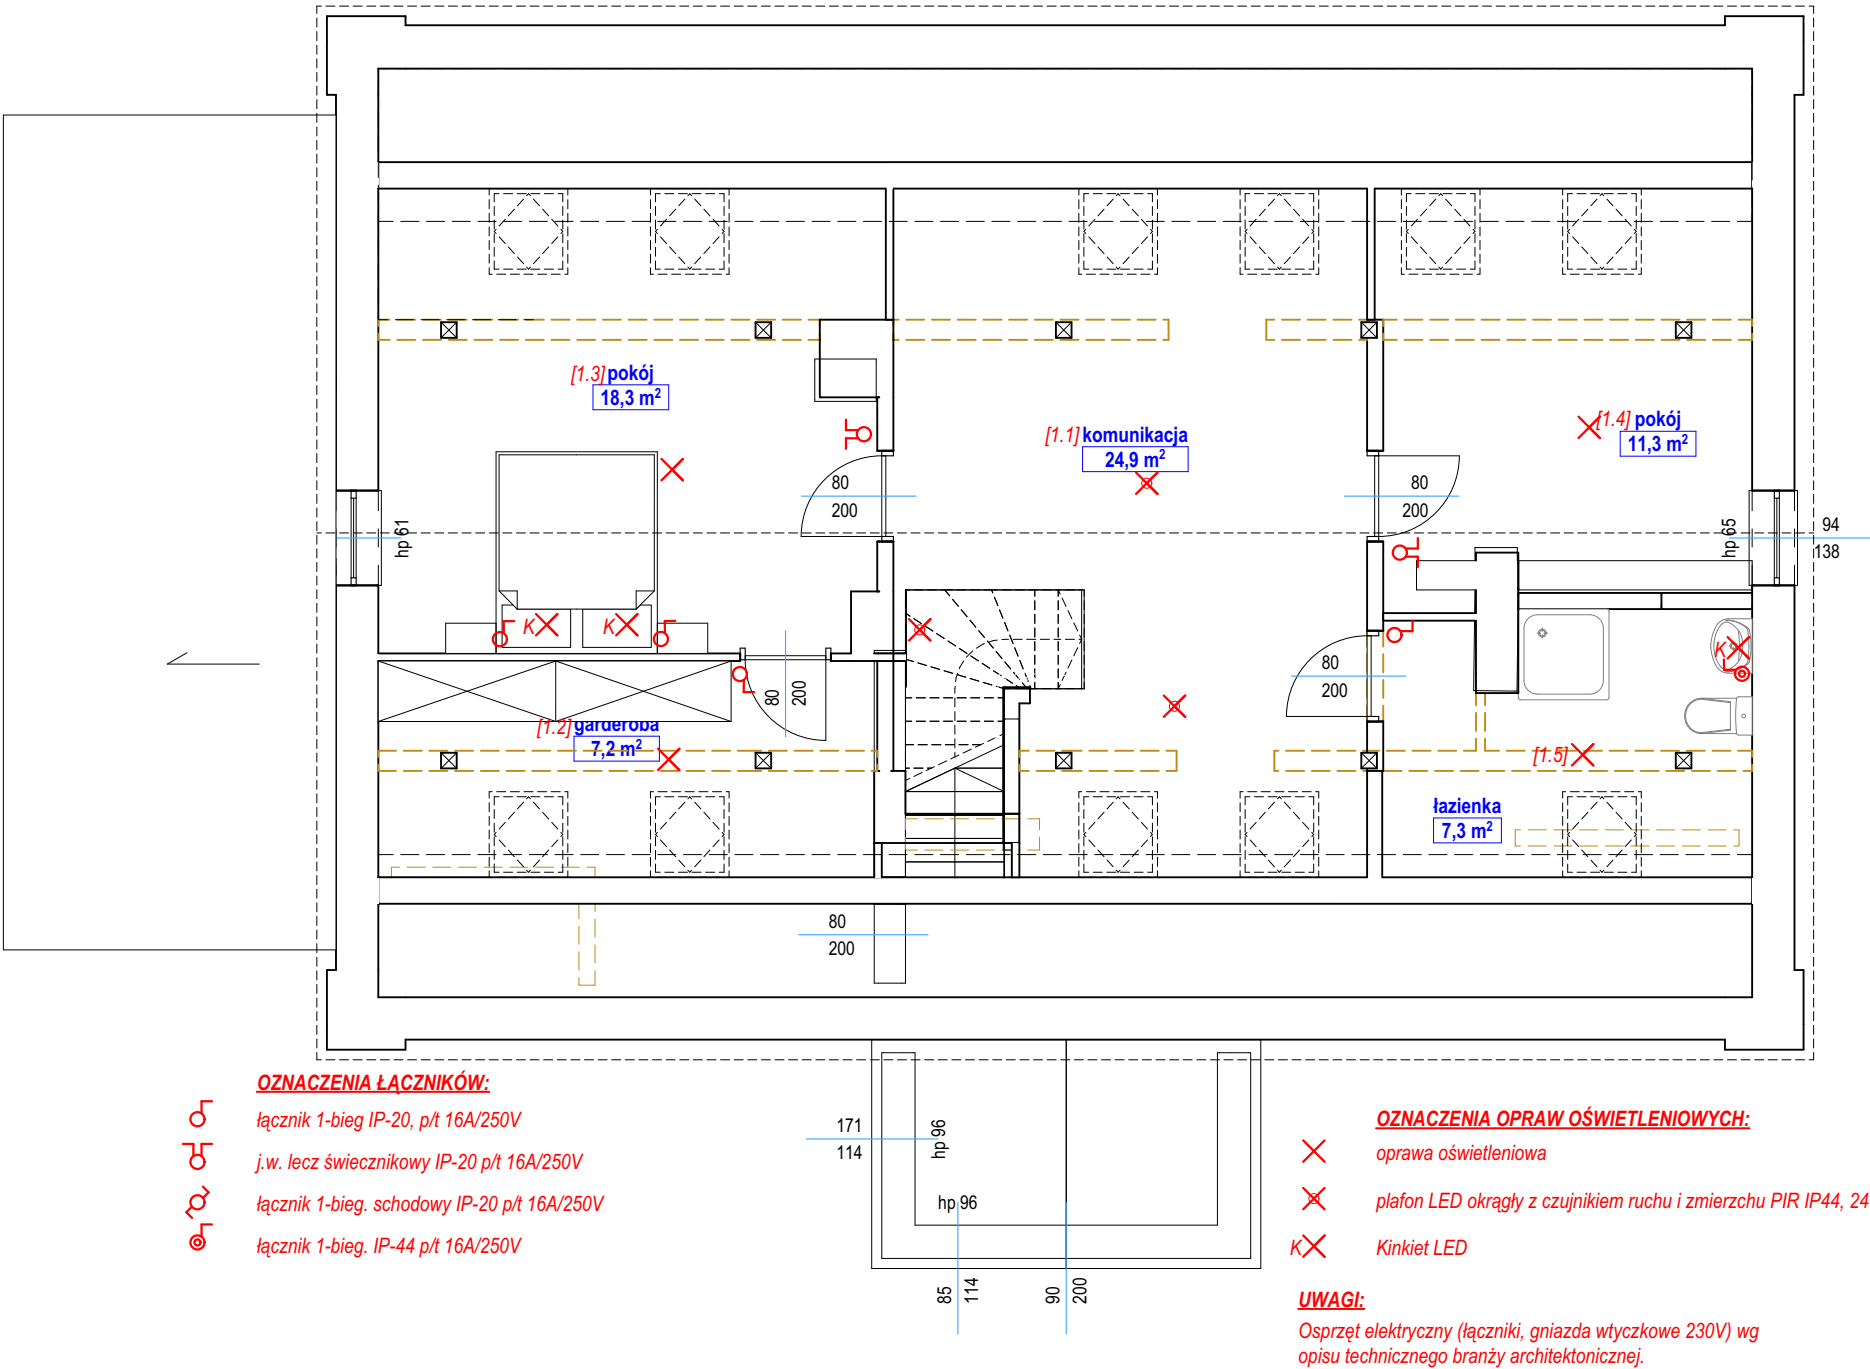 [1.3] pokój
18,3 m²
[1.1] komunikacja
24,9 m²
[1.4] pokój
11,3 m²
80
200
80
200
hp 61
hp 65
94
138
K
K
80
200
80
200
K
[1.2] garderoba
7,2 m²
[1.5]
łazienka
7,3 m²
80
200
OZNACZENIA ŁĄCZNIKÓW:
łącznik 1-bieg IP-20, p/t 16A/250V
j.w. lecz świecznikowy IP-20 p/t 16A/250V
łącznik 1-bieg. schodowy IP-20 p/t 16A/250V
łącznik 1-bieg. IP-44 p/t 16A/250V
171
114
hp 96
hp 96
85
114
90
200
OZNACZENIA OPRAW OŚWIETLENIOWYCH:
oprawa oświetleniowa
plafon LED okrągły z czujnikiem ruchu i zmierzchu PIR IP44, 24
K Kinkiet LED
UWAGI:
Osprzęt elektryczny (łączniki, gniazda wtyczkowe 230V) wg
opisu technicznego branży architektonicznej.